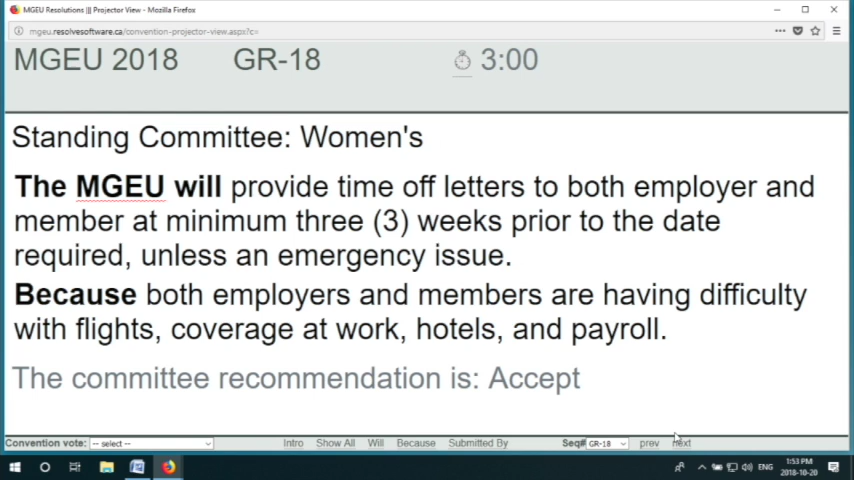 MGEU Resolutions ||| Projector View - Mozilla Firefox
mgeu.resolvesoftware.ca/convention-projector-view.aspx?c=
MGEU 2018 GR-18 3:00
Standing Committee: Women's
The MGEU will provide time off letters to both employer and
member at minimum three (3) weeks prior to the date
required, unless an emergency issue.
Because both employers and members are having difficulty
with flights, coverage at work, hotels, and payroll.
The committee recommendation is: Accept
Convention vote: -- select -- Intro Show All Will Because Submitted By Seq# GR-18 prev next
ENG 1:53 PM
2018-10-20